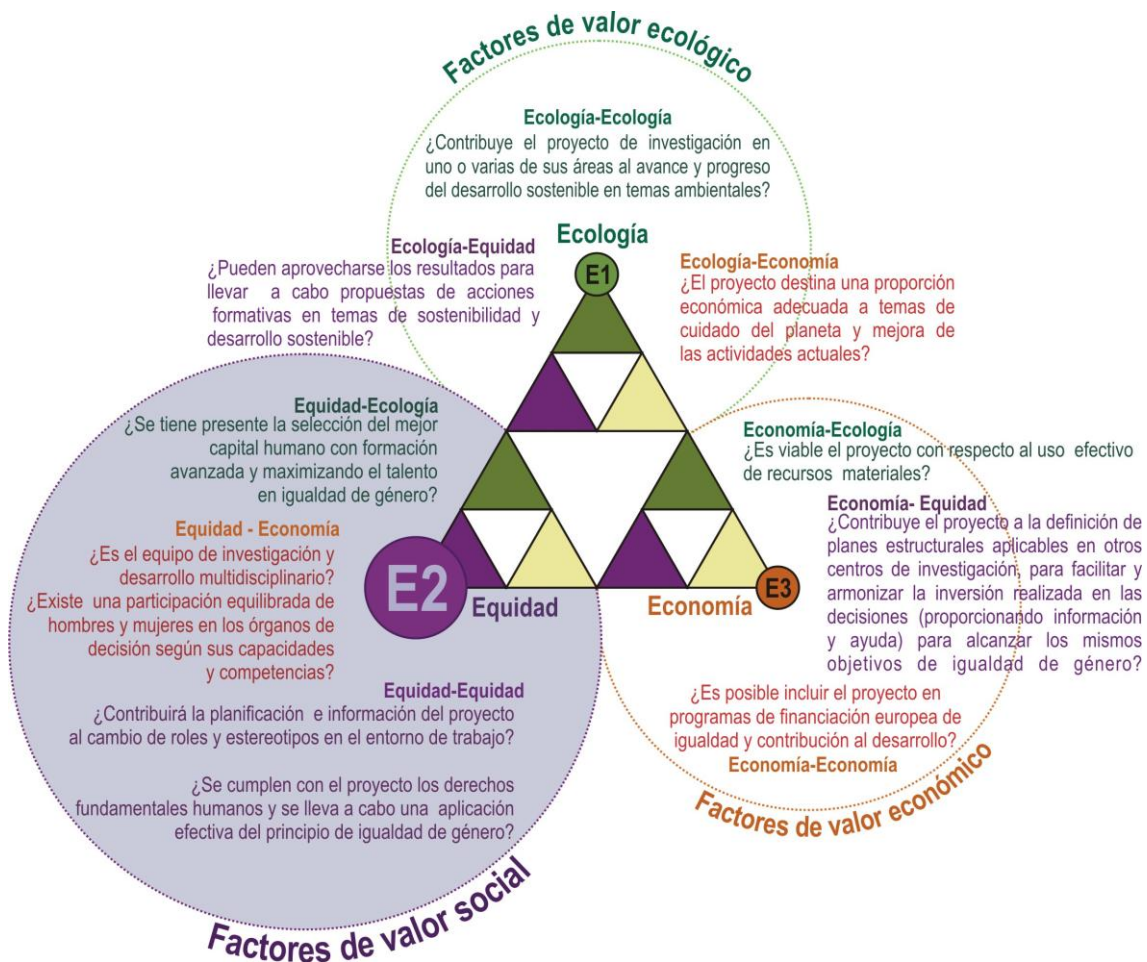 Factores de valor ecológico
Ecología-Ecología
¿Contribuye el proyecto de investigación en
uno o varias de sus áreas al avance y progreso
del desarrollo sostenible en temas ambientales?
Ecología
E1
Ecología-Equidad
¿Pueden aprovecharse los resultados para
llevar a cabo propuestas de acciones
formativas en temas de sostenibilidad y
desarrollo sostenible?
Ecología-Economía
¿El proyecto destina una proporción
económica adecuada a temas de
cuidado del planeta y mejora de
las actividades actuales?
Equidad-Ecología
¿Se tiene presente la selección del mejor
capital humano con formación
avanzada y maximizando el talento
en igualdad de género?
Equidad - Economía
¿Es el equipo de investigación y
desarrollo multidisciplinario?
¿Existe una participación equilibrada de
hombres y mujeres en los órganos de
decisión según sus capacidades
y competencias?
E2
Equidad
Equidad-Equidad
¿Contribuirá la planificación e información del proyecto
al cambio de roles y estereotipos en el entorno de trabajo?
¿Se cumplen con el proyecto los derechos
fundamentales humanos y se lleva a cabo una aplicación
efectiva del principio de igualdad de género?
Factores de valor social
Economía-Ecología
¿Es viable el proyecto con respecto al uso efectivo
de recursos materiales?
Economía- Equidad
¿Contribuye el proyecto a la definición de
planes estructurales aplicables en otros
centros de investigación para facilitar y
armonizar la inversión realizada en las
decisiones (proporcionando información
y ayuda) para alcanzar los mismos
objetivos de igualdad de género?
Economía
E3
¿Es posible incluir el proyecto en
programas de financiación europea de
igualdad y contribución al desarrollo?
Economía-Economía
Factores de valor económico